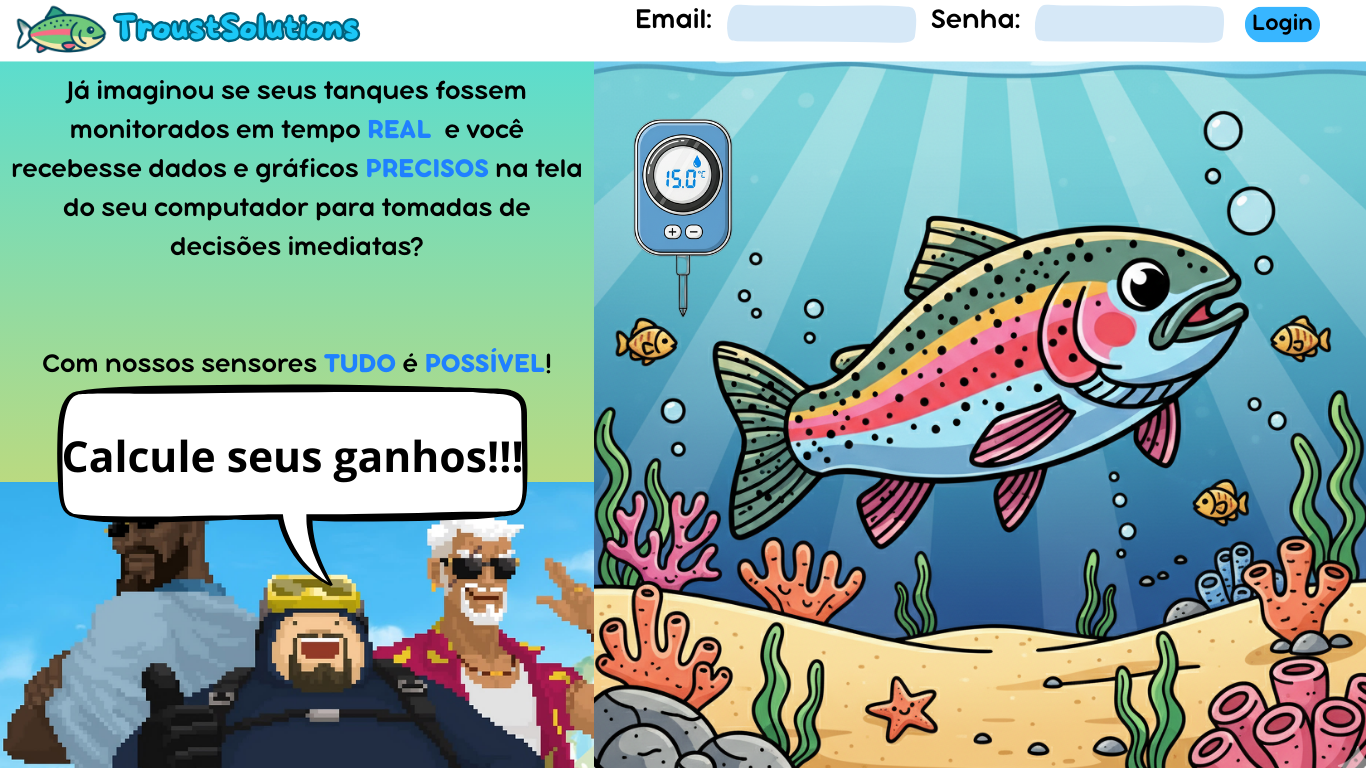 TroustSolutions
Email:
Senha:
Login
Já imaginou se seus tanques fossem
monitorados em tempo REAL e você
recebesse dados e gráficos PRECISOS na tela
do seu computador para tomadas de
decisões imediatas?
Com nossos sensores TUDO é POSSÍVEL!
Calcule seus ganhos!!!
15.0°C
+ −